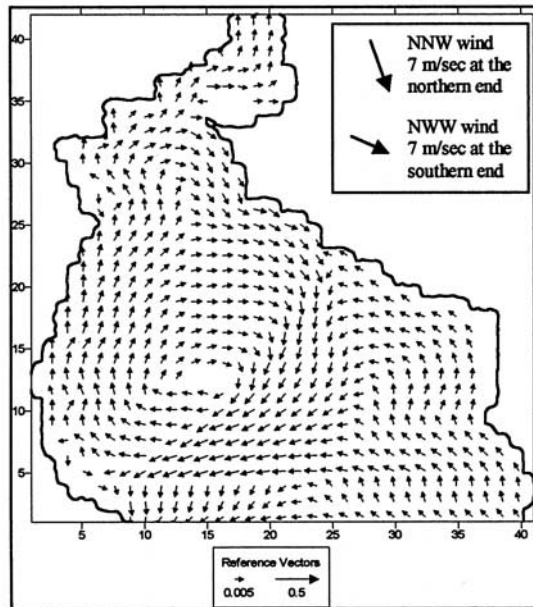 NNW wind
7 m/sec at the
northern end
NWW wind
7 m/sec at the
southern end
40
35
30
25
20
15
10
5
5 10 15 20 25 30 35 40
Reference Vectors
0.005 0.5